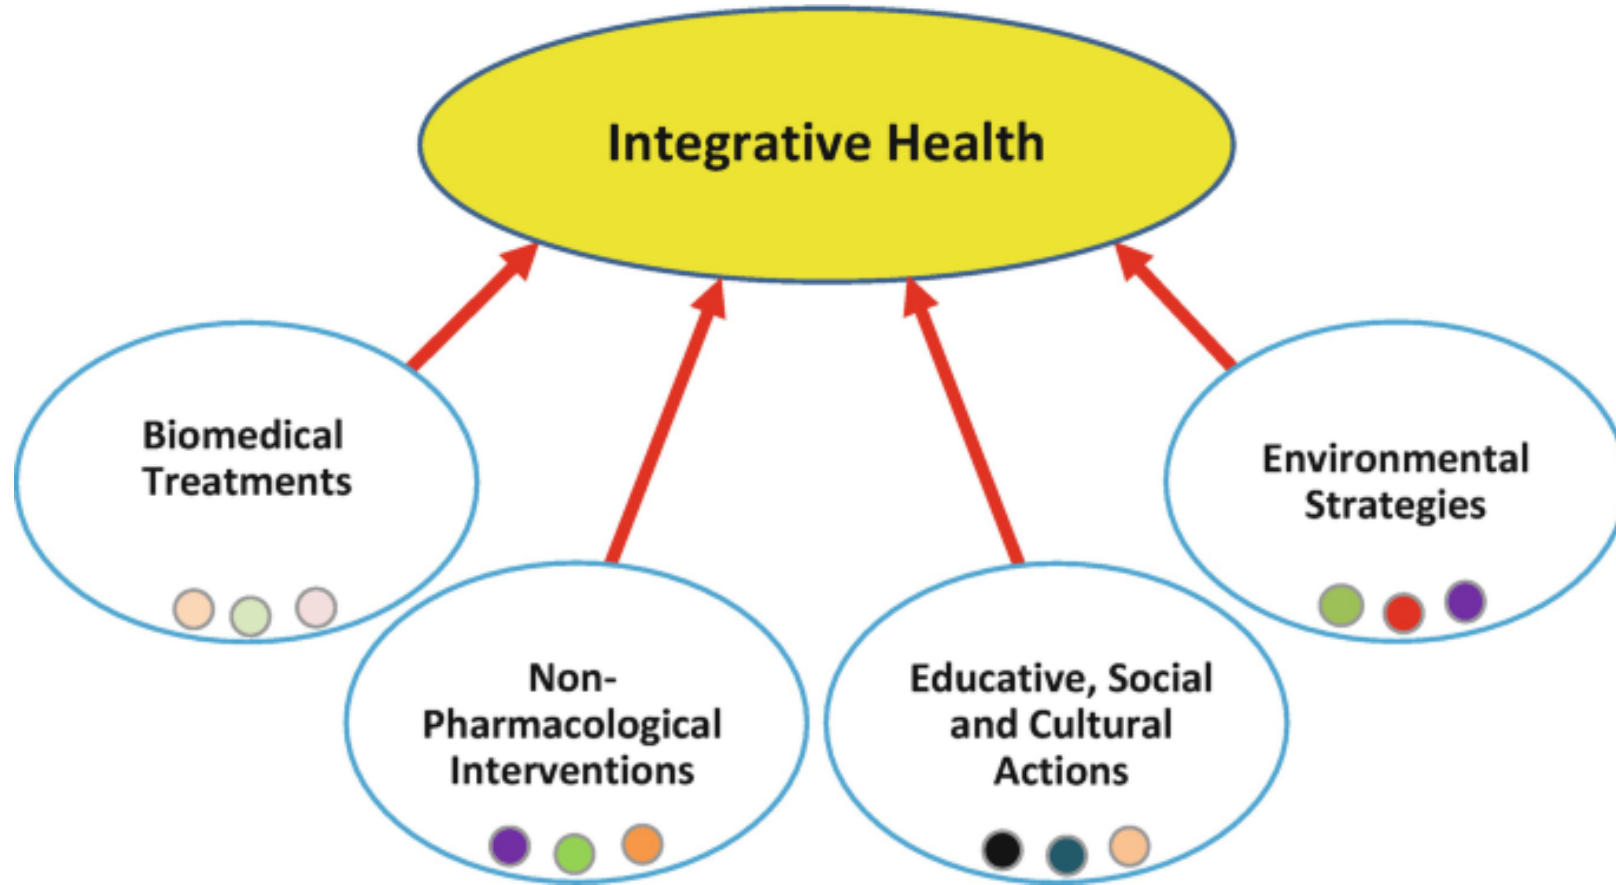 Integrative Health
Biomedical
Treatments
Non-
Pharmacological
Interventions
Educative, Social
and Cultural
Actions
Environmental
Strategies